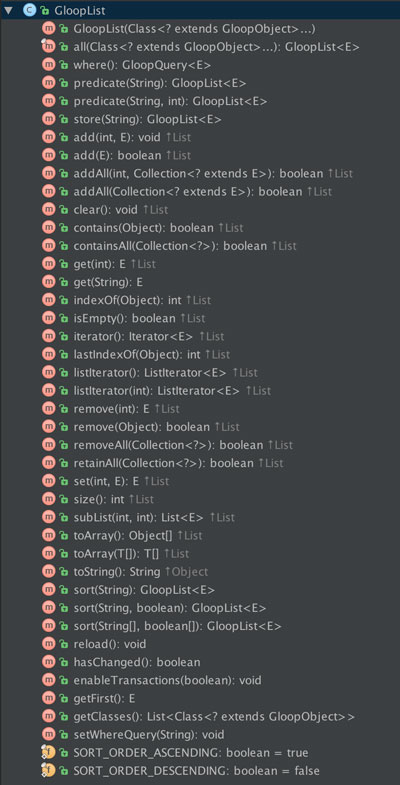 GloopList
GloopList(Class<? extends GloopObject>...)
all(Class<? extends GloopObject>...): GloopList<E>
where(): GloopQuery<E>
predicate(String): GloopList<E>
predicate(String, int): GloopList<E>
store(String): GloopList<E>
add(int, E): void ↑List
add(E): boolean ↑List
addAll(int, Collection<? extends E>): boolean ↑List
addAll(Collection<? extends E>): boolean ↑List
clear(): void ↑List
contains(Object): boolean ↑List
containsAll(Collection<?>): boolean ↑List
get(int): E ↑List
get(String): E
indexOf(Object): int ↑List
isEmpty(): boolean ↑List
iterator(): Iterator<E> ↑List
lastIndexOf(Object): int ↑List
listIterator(): ListIterator<E> ↑List
listIterator(int): ListIterator<E> ↑List
remove(int): E ↑List
remove(Object): boolean ↑List
removeAll(Collection<?>): boolean ↑List
retainAll(Collection<?>): boolean ↑List
set(int, E): E ↑List
size(): int ↑List
subList(int, int): List<E> ↑List
toArray(): Object[] ↑List
toArray(T[]): T[] ↑List
toString(): String ↑Object
sort(String): GloopList<E>
sort(String, boolean): GloopList<E>
sort(String[], boolean[]): GloopList<E>
reload(): void
hasChanged(): boolean
enableTransactions(boolean): void
getFirst(): E
getClasses(): List<Class<? extends GloopObject>>
setWhereQuery(String): void
SORT_ORDER_ASCENDING: boolean = true
SORT_ORDER_DESCENDING: boolean = false